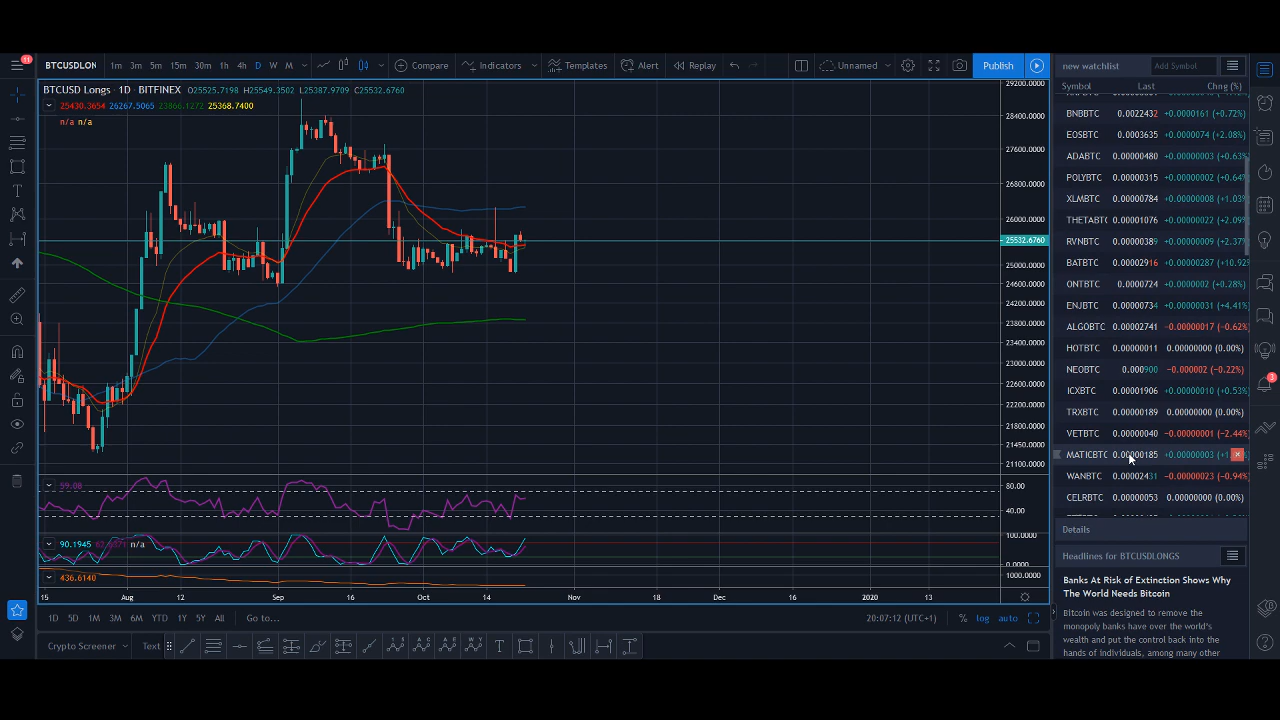 11
BTCUSDLON
1m 3m 5m 15m 30m 1h 4h D W M
Compare
Indicators
Templates
Alert
Replay
Unnamed
Publish
new watchlist
Add Symbol
Symbol Last Chg (%)
BTCUSD Longs · 1D · BITFINEX O25525.7198 H25549.3502 L25387.9709 C25532.6760
25430.3654 26267.5065 23866.1272 25368.7400
n/a n/a
29200.0000
28400.0000
27600.0000
26800.0000
26000.0000
25532.6760
25000.0000
24600.0000
24200.0000
23800.0000
23400.0000
23000.0000
22600.0000
22200.0000
21800.0000
21450.0000
21100.0000
59.08
80.00
40.00
90.1945 n/a
100.0000
0.0000
436.6140
1000.0000
15 Aug 12 Sep 16 Oct 14 Nov 18 Dec 16 2020 13
1D 5D 1M 3M 6M YTD 1Y 5Y All Go to...
20:07:12 (UTC+1) % log auto
Crypto Screener Text
BNBBTC 0.0022432 +0.0000161 (+0.72%)
EOSBTC 0.0003635 +0.0000074 (+2.08%)
ADABTC 0.00000480 +0.00000003 (+0.63%
POLYBTC 0.00000315 +0.00000002 (+0.64%
XLMBTC 0.00000784 +0.00000008 (+1.03%
THETABTC 0.00001076 +0.00000022 (+2.09%
RVNBTC 0.00000389 +0.00000009 (+2.37%
BATBTC 0.00002916 +0.00000287 (+10.92%
ONTBTC 0.0000724 +0.0000002 (+0.28%)
ENJBTC 0.00000734 +0.00000031 (+4.41%
ALGOBTC 0.00002741 −0.00000017 (−0.62%
HOTBTC 0.00000011 0.00000000 (0.00%)
NEOBTC 0.000900 −0.000002 (−0.22%)
ICXBTC 0.00001906 +0.00000010 (+0.53%
TRXBTC 0.00000189 0.00000000 (0.00%)
VETBTC 0.00000040 −0.00000001 (−2.44%
MATICBTC 0.00000185 +0.00000003 (+1
WANBTC 0.00002431 −0.00000023 (−0.94%
CELRBTC 0.00000053 0.00000000 (0.00%)
Details
Headlines for BTCUSDLONGS
Banks At Risk of Extinction Shows Why
The World Needs Bitcoin
Bitcoin was designed to remove the
monopoly banks have over the world's
wealth and put the control back into the
hands of individuals, among many other
3